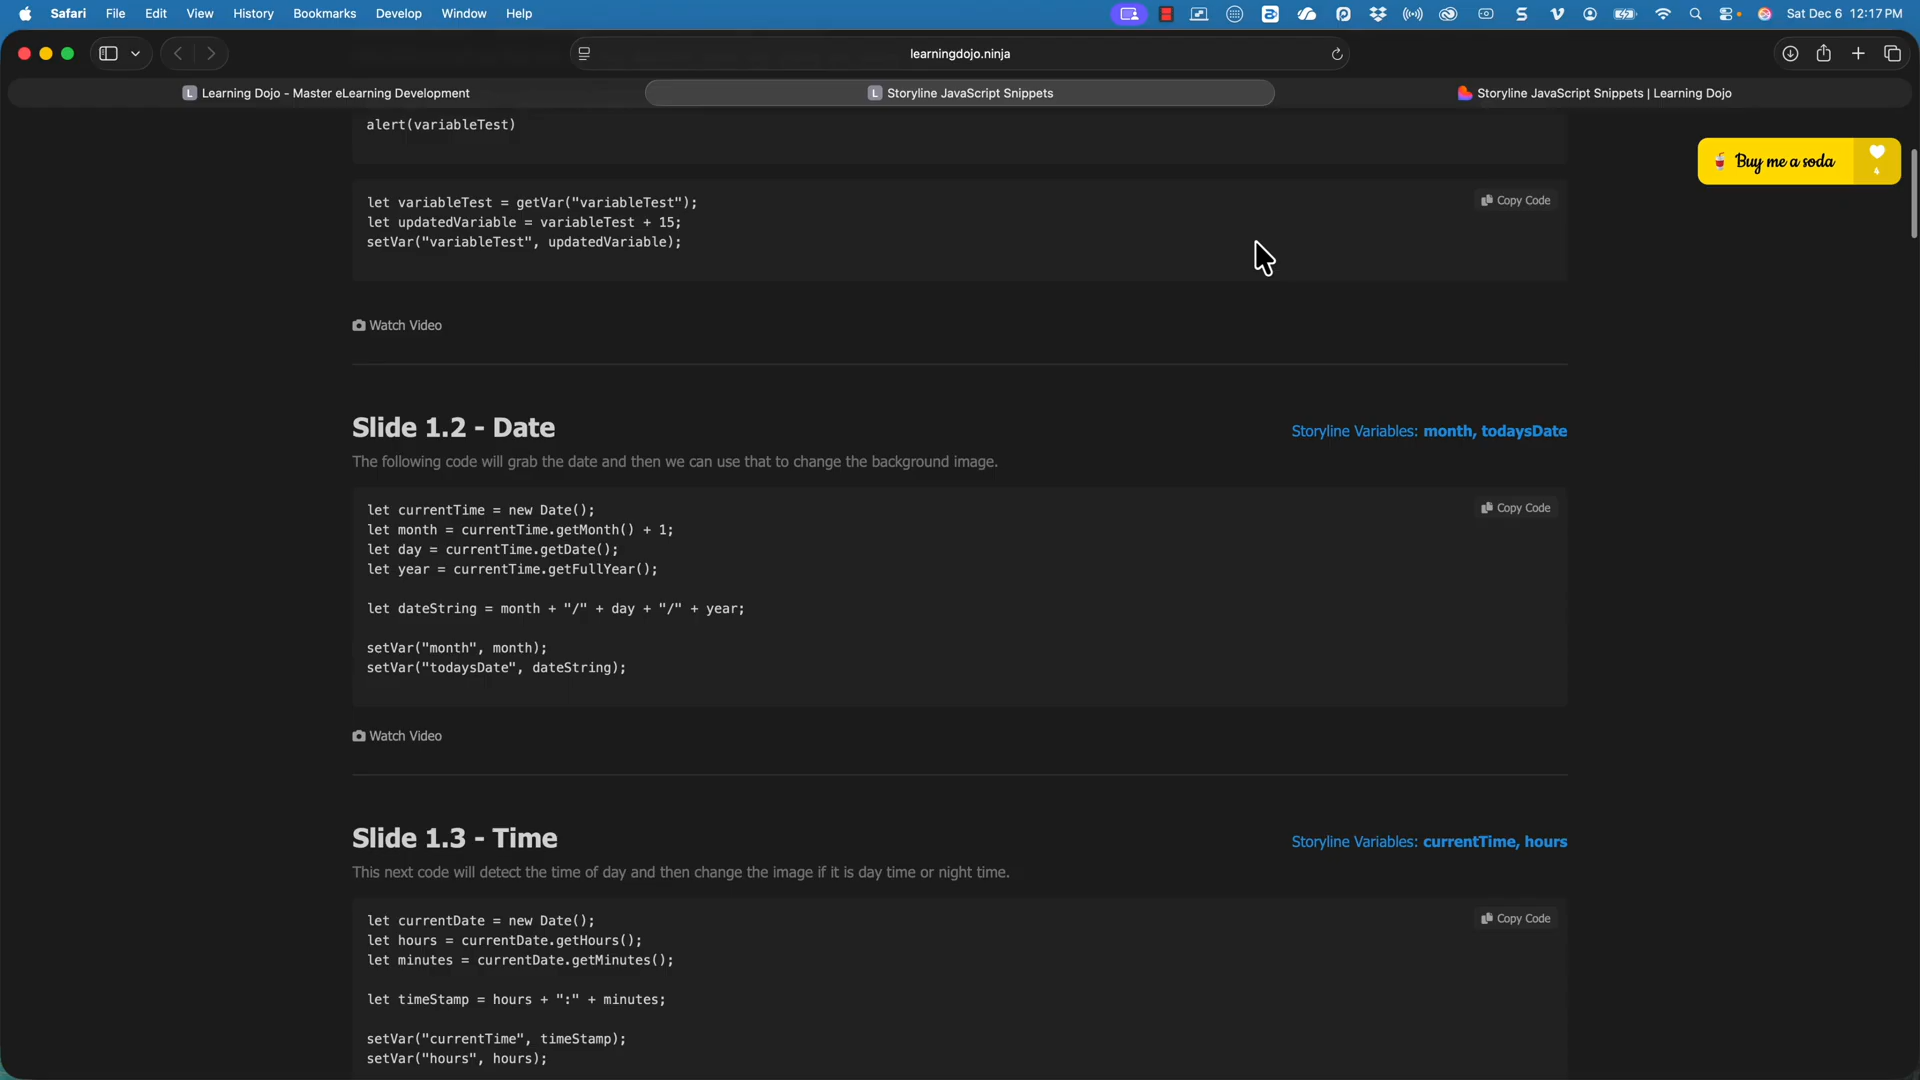 Safari File Edit View History Bookmarks Develop Window Help Sat Dec 6 12:17 PM
learningdojo.ninja
L Learning Dojo - Master eLearning Development
L Storyline JavaScript Snippets
Storyline JavaScript Snippets | Learning Dojo
alert(variableTest)
Buy me a soda
4
let variableTest = getVar("variableTest");
Copy Code
let updatedVariable = variableTest + 15;
setVar("variableTest", updatedVariable);
Watch Video
Slide 1.2 - Date
Storyline Variables: month, todaysDate
The following code will grab the date and then we can use that to change the background image.
let currentTime = new Date();
Copy Code
let month = currentTime.getMonth() + 1;
let day = currentTime.getDate();
let year = currentTime.getFullYear();
let dateString = month + "/" + day + "/" + year;
setVar("month", month);
setVar("todaysDate", dateString);
Watch Video
Slide 1.3 - Time
Storyline Variables: currentTime, hours
This next code will detect the time of day and then change the image if it is day time or night time.
let currentDate = new Date();
Copy Code
let hours = currentDate.getHours();
let minutes = currentDate.getMinutes();
let timeStamp = hours + ":" + minutes;
setVar("currentTime", timeStamp);
setVar("hours", hours);